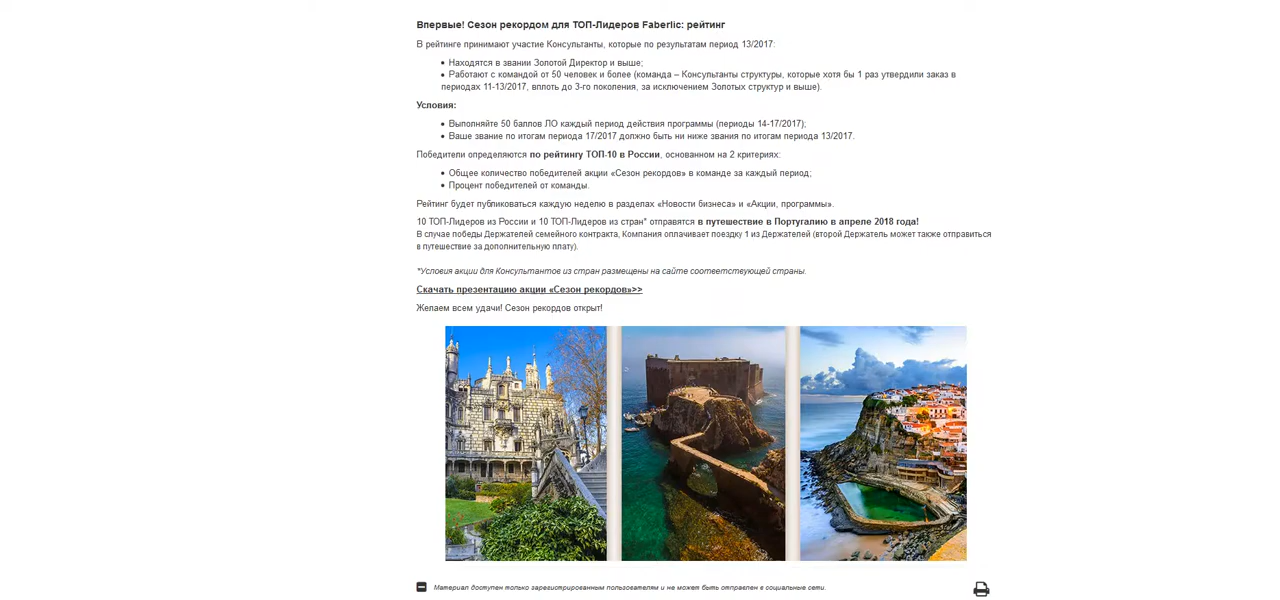 Впервые! Сезон рекордом для ТОП-Лидеров Faberlic: рейтинг
В рейтинге принимают участие Консультанты, которые по результатам период 13/2017:
• Находятся в звании Золотой Директор и выше;
• Работают с командой от 50 человек и более (команда – Консультанты структуры, которые хотя бы 1 раз утвердили заказ в
периодах 11-13/2017, вплоть до 3-го поколения, за исключением Золотых структур и выше).
Условия:
• Выполняйте 50 баллов ЛО каждый период действия программы (периоды 14-17/2017);
• Ваше звание по итогам периода 17/2017 должно быть ни ниже звания по итогам периода 13/2017.
Победители определяются по рейтингу ТОП-10 в России, основанном на 2 критериях:
• Общее количество победителей акции «Сезон рекордов» в команде за каждый период;
• Процент победителей от команды.
Рейтинг будет публиковаться каждую неделю в разделах «Новости бизнеса» и «Акции, программы».
10 ТОП-Лидеров из России и 10 ТОП-Лидеров из стран* отправятся в путешествие в Португалию в апреле 2018 года!
В случае победы Держателей семейного контракта, Компания оплачивает поездку 1 из Держателей (второй Держатель может также отправиться
в путешествие за дополнительную плату).
*Условия акции для Консультантов из стран размещены на сайте соответствующей страны.
Скачать презентацию акции «Сезон рекордов»>>
Желаем всем удачи! Сезон рекордов открыт!
Материал доступен только зарегистрированным пользователям и не может быть отправлен в социальные сети.